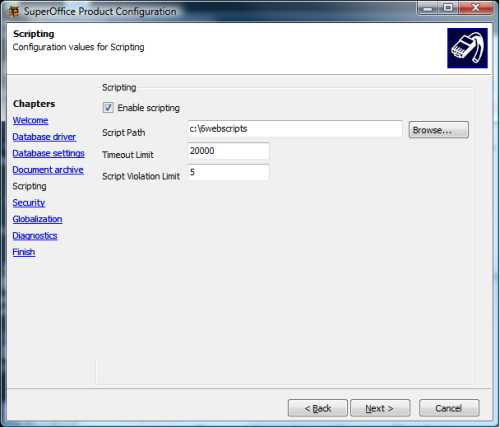 SuperOffice Product Configuration
Scripting
Configuration values for Scripting
Chapters
Welcome
Database driver
Database settings
Document archive
Scripting
Security
Globalization
Diagnostics
Finish
Scripting
Enable scripting
Script Path c:\6webscripts Browse...
Timeout Limit 20000
Script Violation Limit 5
< Back Next > Cancel